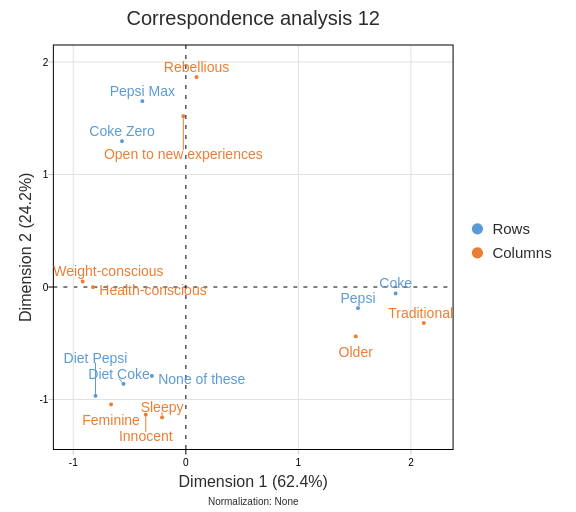 Correspondence analysis 12
2
Rebellious
Pepsi Max
Coke Zero
Open to new experiences
1
Weight-conscious
Health-conscious
0
Coke
Pepsi
Traditional
Older
Diet Pepsi
Diet Coke
None of these
-1
Sleepy
Feminine
Innocent
-1
0
1
2
Dimension 1 (62.4%)
Dimension 2 (24.2%)
Normalization: None
Rows
Columns